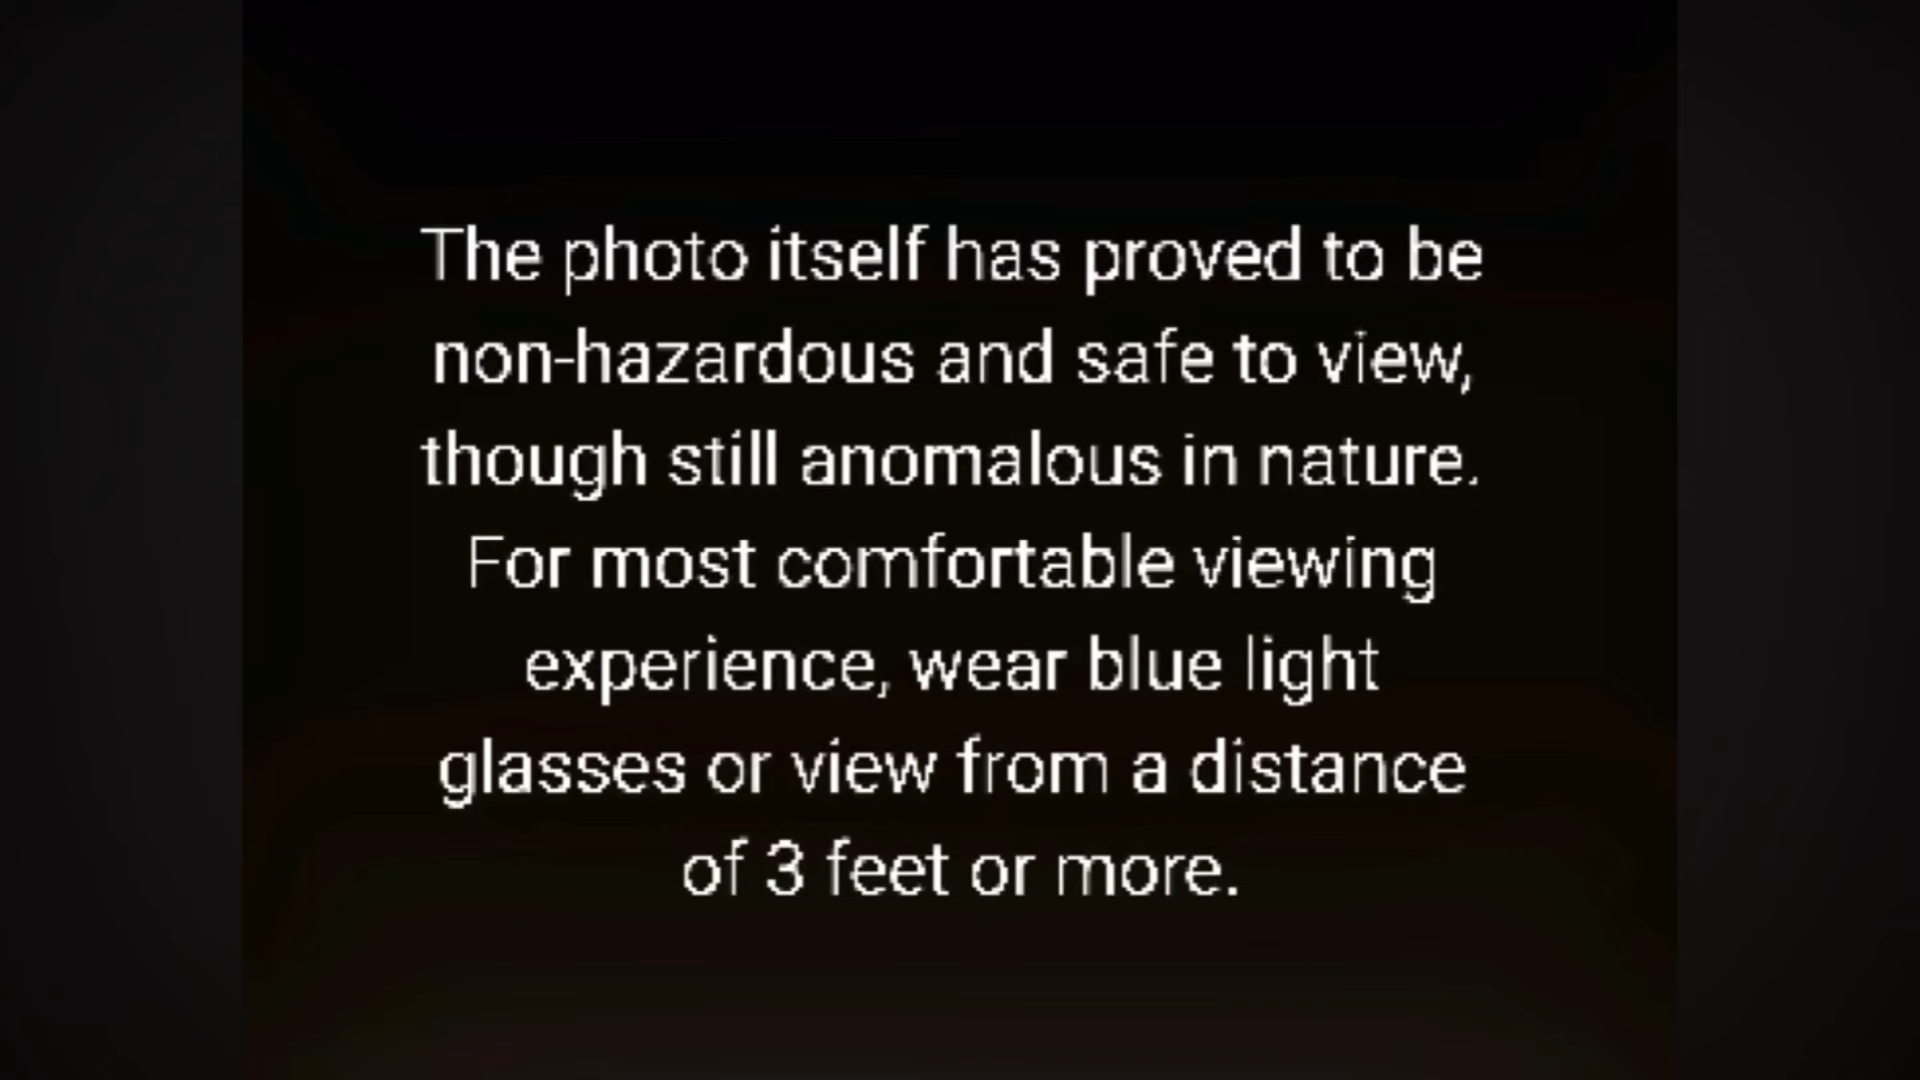 The photo itself has proved to be
non-hazardous and safe to view,
though still anomalous in nature.
For most comfortable viewing
experience, wear blue light
glasses or view from a distance
of 3 feet or more.